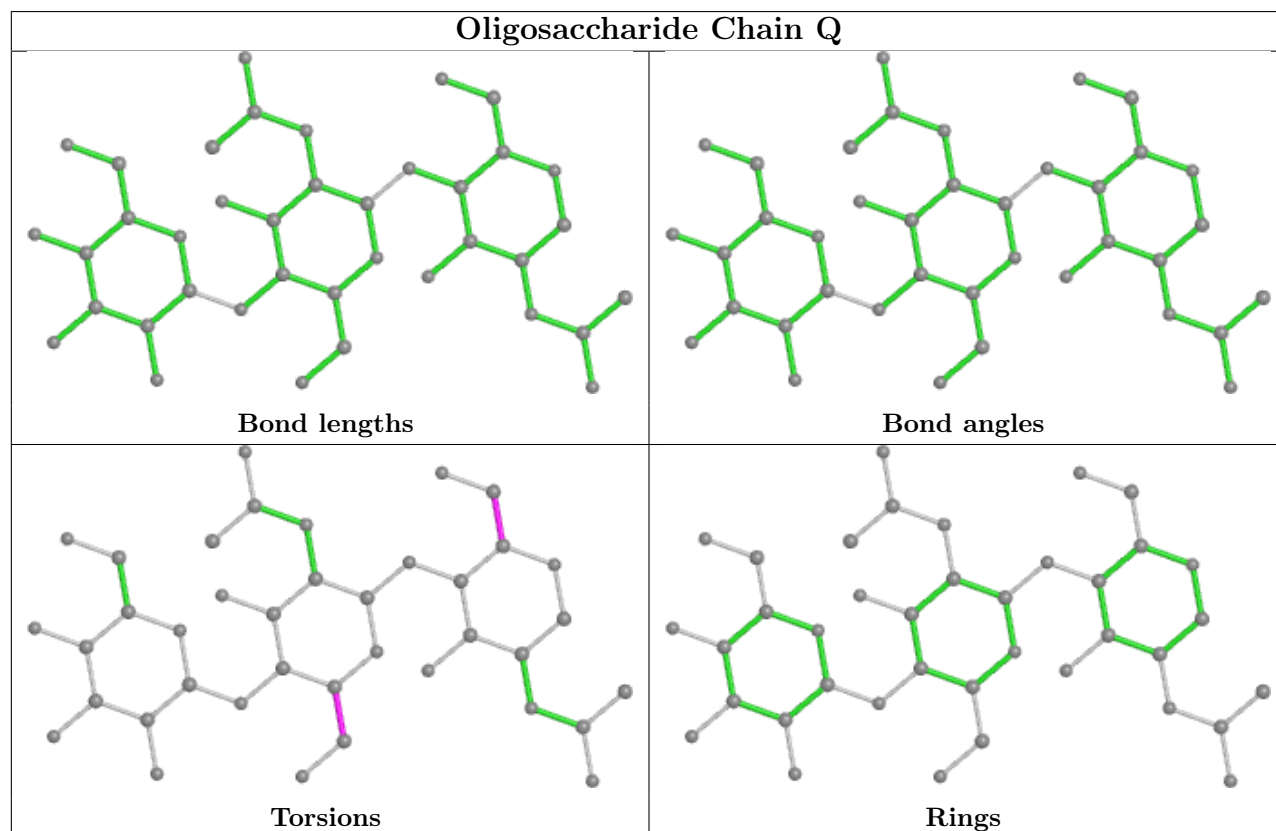 Oligosaccharide Chain Q
Bond lengths
Bond angles
Torsions
Rings